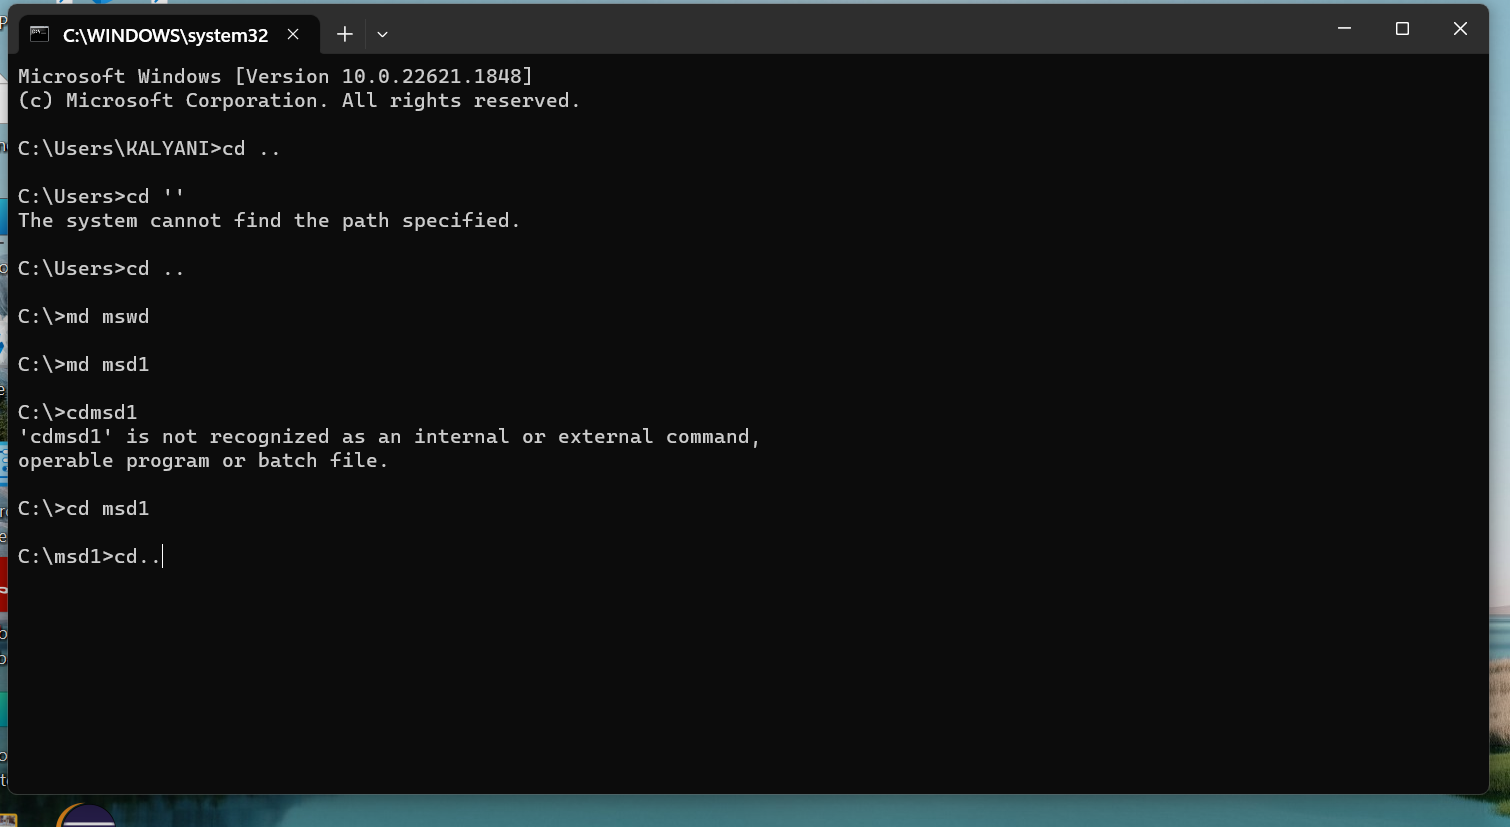 C:\WINDOWS\system32
Microsoft Windows [Version 10.0.22621.1848]
(c) Microsoft Corporation. All rights reserved.
C:\Users\KALYANI>cd ..
C:\Users>cd ''
The system cannot find the path specified.
C:\Users>cd ..
C:\>md mswd
C:\>md msd1
C:\>cdmsd1
'cdmsd1' is not recognized as an internal or external command,
operable program or batch file.
C:\>cd msd1
C:\msd1>cd..